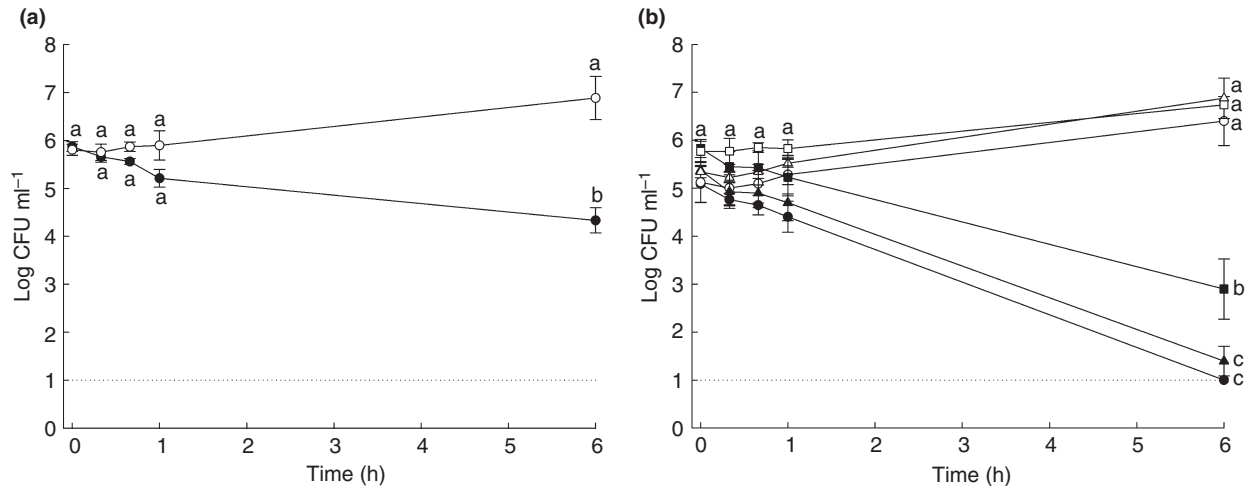 (a)
8
7
6
5
4
3
2
1
0
Log CFU ml⁻¹
a a a a a
a a a b
0 1 2 3 4 5 6
Time (h)
(b)
8
7
6
5
4
3
2
1
0
Log CFU ml⁻¹
a a a a
a
a
a
b
c
c
0 1 2 3 4 5 6
Time (h)